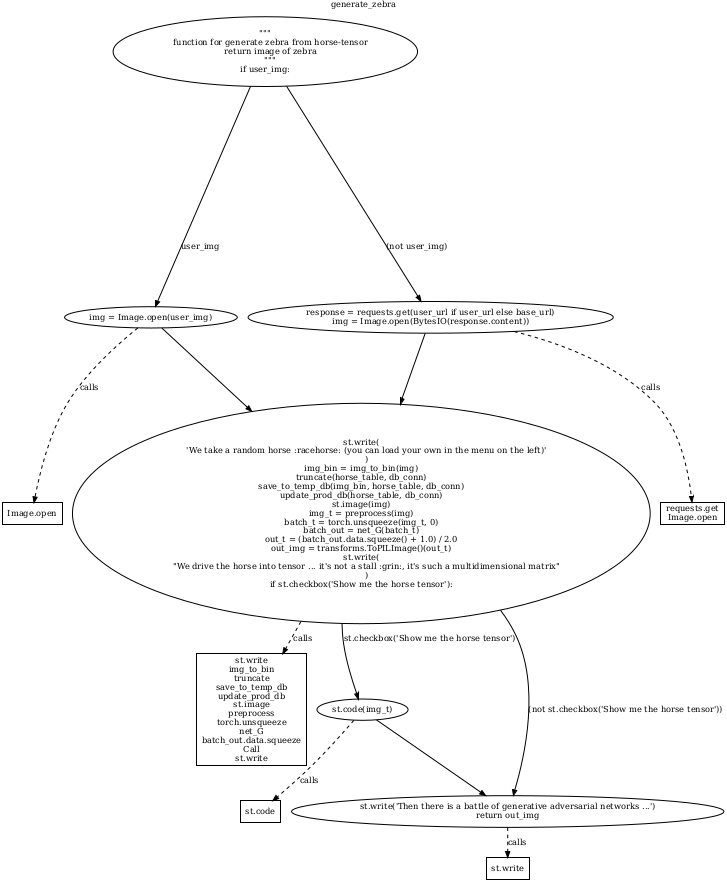 generate_zebra
"""
function for generate zebra from horse-tensor
return image of zebra
"""
if user_img:
user_img
(not user_img)
img = Image.open(user_img)
response = requests.get(user_url if user_url else base_url)
img = Image.open(BytesIO(response.content))
calls
calls
st.write(
'We take a random horse :racehorse: (you can load your own in the menu on the left)'
)
img_bin = img_to_bin(img)
truncate(horse_table, db_conn)
save_to_temp_db(img_bin, horse_table, db_conn)
update_prod_db(horse_table, db_conn)
st.image(img)
img_t = preprocess(img)
batch_t = torch.unsqueeze(img_t, 0)
batch_out = net_G(batch_t)
out_t = (batch_out.data.squeeze() + 1.0) / 2.0
out_img = transforms.ToPILImage()(out_t)
st.write(
"We drive the horse into tensor ... it's not a stall :grin:, it's such a multidimensional matrix"
)
if st.checkbox('Show me the horse tensor'):
Image.open
requests.get
Image.open
calls
st.checkbox('Show me the horse tensor')
st.write
img_to_bin
truncate
save_to_temp_db
update_prod_db
st.image
preprocess
torch.unsqueeze
net_G
batch_out.data.squeeze
Call
st.write
st.code(img_t)
(not st.checkbox('Show me the horse tensor'))
calls
st.code
st.write('Then there is a battle of generative adversarial networks ...')
return out_img
calls
st.write